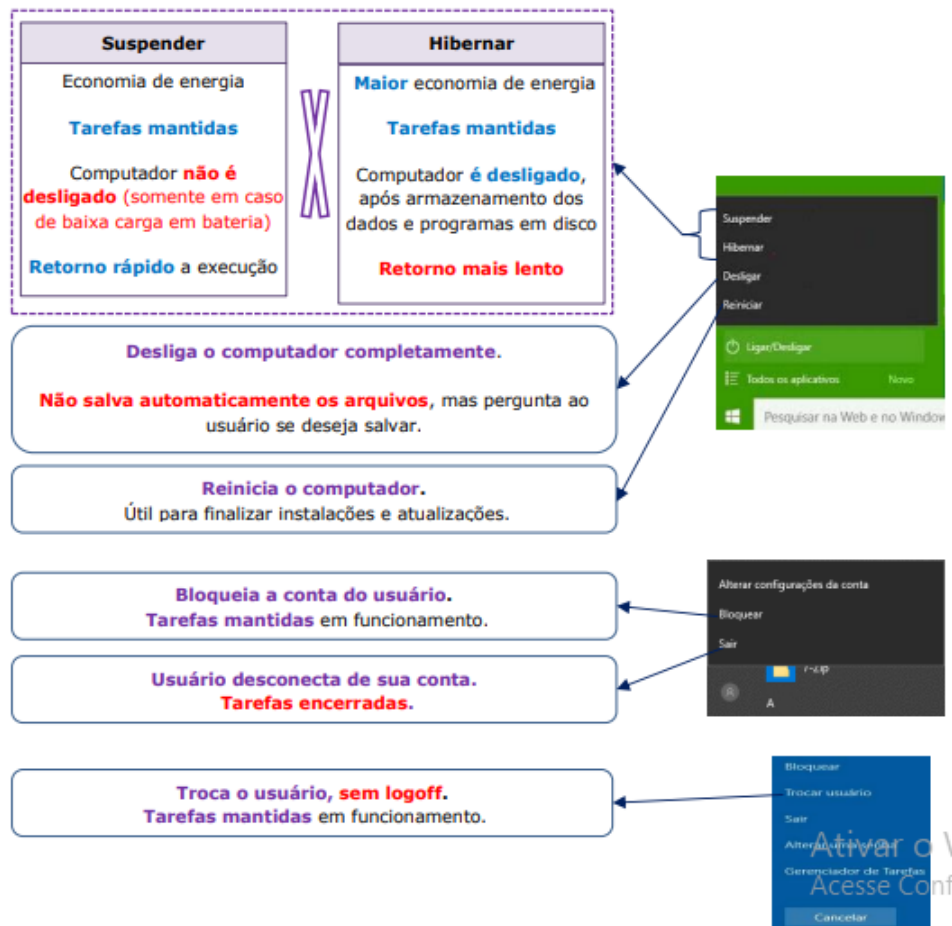 Suspender
Economia de energia
Tarefas mantidas
Computador não é
desligado (somente em caso
de baixa carga em bateria)
Retorno rápido a execução
X
Hibernar
Maior economia de energia
Tarefas mantidas
Computador é desligado,
após armazenamento dos
dados e programas em disco
Retorno mais lento
Suspender
Hibernar
Desligar
Reiniciar
Ligar/Desligar
Todos os aplicativos Novo
Pesquisar na Web e no Window
Desliga o computador completamente.
Não salva automaticamente os arquivos, mas pergunta ao
usuário se deseja salvar.
Reinicia o computador.
Útil para finalizar instalações e atualizações.
Bloqueia a conta do usuário.
Tarefas mantidas em funcionamento.
Usuário desconecta de sua conta.
Tarefas encerradas.
Alterar configurações da conta
Bloquear
Sair
7-Zip
A
Troca o usuário, sem logoff.
Tarefas mantidas em funcionamento.
Bloquear
Trocar usuário
Sair
Alterar uma senha
Gerenciador de Tarefas
Cancelar
Ativar o
Acesse Conf